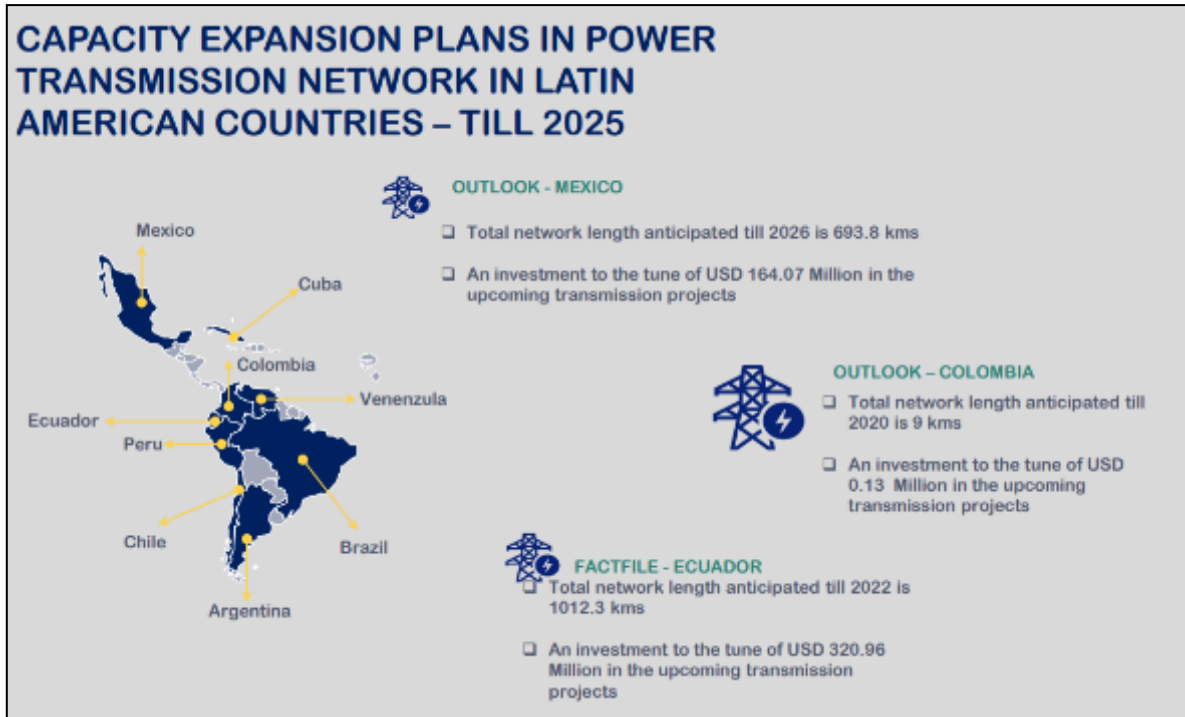 CAPACITY EXPANSION PLANS IN POWER
TRANSMISSION NETWORK IN LATIN
AMERICAN COUNTRIES – TILL 2025
OUTLOOK - MEXICO
❑ Total network length anticipated till 2026 is 693.8 kms
❑ An investment to the tune of USD 164.07 Million in the
upcoming transmission projects
Mexico
Cuba
Colombia
Venenzula
Ecuador
Peru
Chile
Brazil
Argentina
OUTLOOK – COLOMBIA
❑ Total network length anticipated till
2020 is 9 kms
❑ An investment to the tune of USD
0.13 Million in the upcoming
transmission projects
FACTFILE - ECUADOR
❑ Total network length anticipated till 2022 is
1012.3 kms
❑ An investment to the tune of USD 320.96
Million in the upcoming transmission
projects